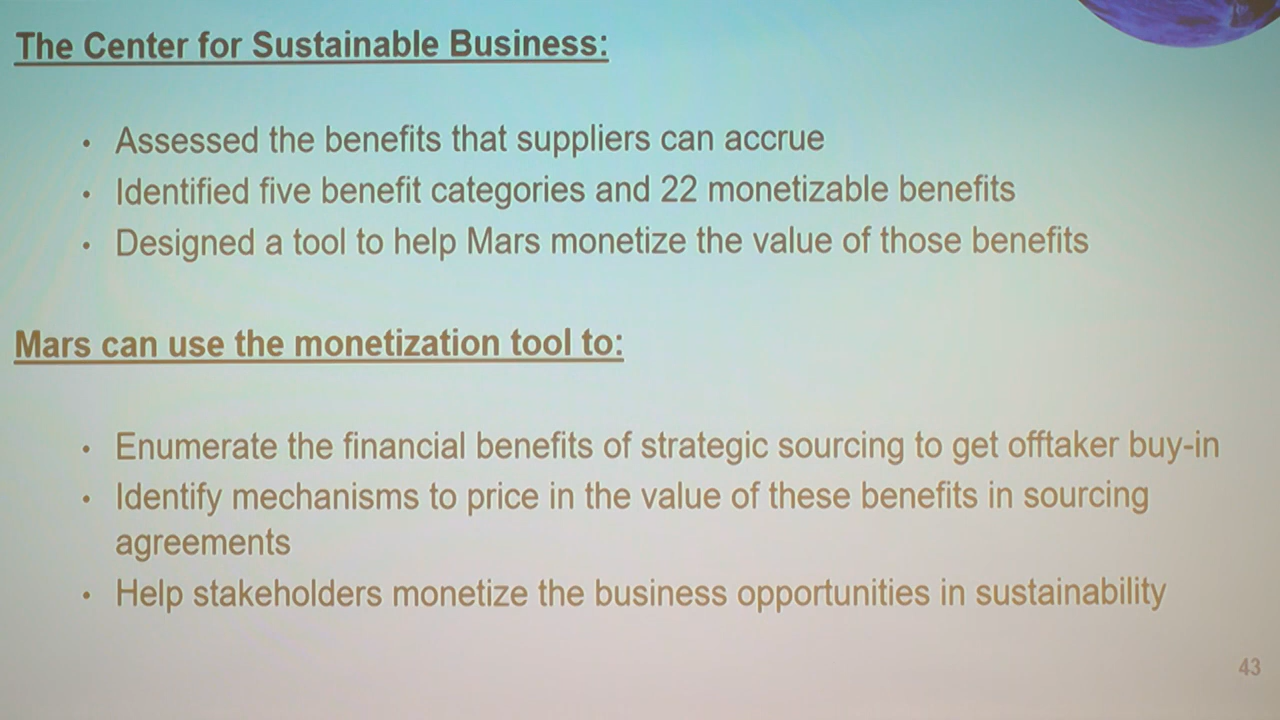 The Center for Sustainable Business:
• Assessed the benefits that suppliers can accrue
• Identified five benefit categories and 22 monetizable benefits
• Designed a tool to help Mars monetize the value of those benefits
Mars can use the monetization tool to:
• Enumerate the financial benefits of strategic sourcing to get offtaker buy-in
• Identify mechanisms to price in the value of these benefits in sourcing
agreements
• Help stakeholders monetize the business opportunities in sustainability
43